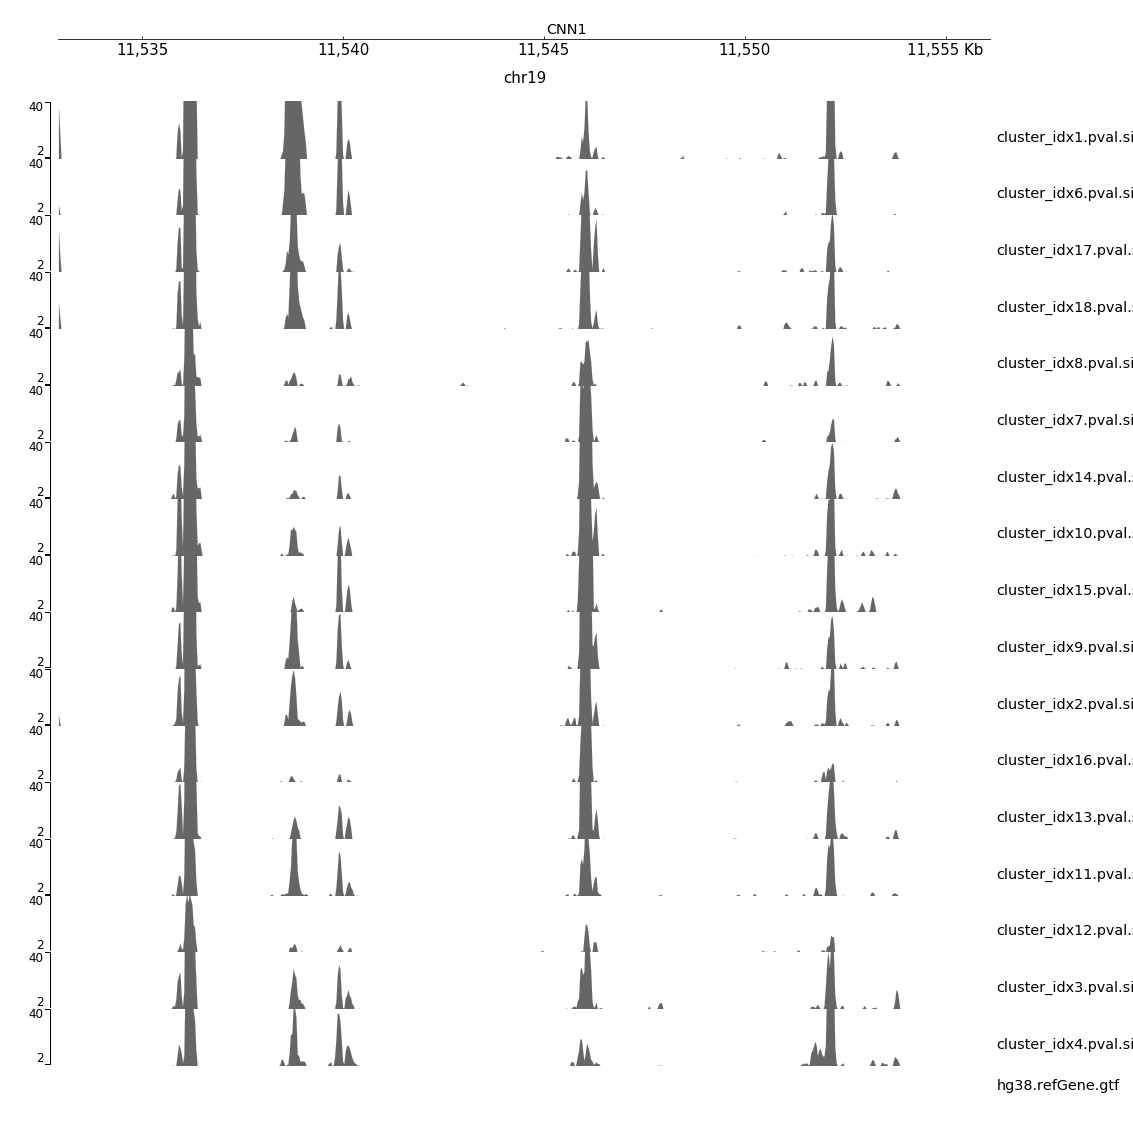 CNN1
11,535 11,540 11,545 11,550 11,555 Kb
chr19
40
2 cluster_idx1.pval.si
40
2 cluster_idx6.pval.si
40
2 cluster_idx17.pval.s
40
2 cluster_idx18.pval.s
40
2 cluster_idx8.pval.si
40
2 cluster_idx7.pval.si
40
2 cluster_idx14.pval.s
40
2 cluster_idx10.pval.s
40
2 cluster_idx15.pval.s
40
2 cluster_idx9.pval.si
40
2 cluster_idx2.pval.si
40
2 cluster_idx16.pval.s
40
2 cluster_idx13.pval.s
40
2 cluster_idx11.pval.s
40
2 cluster_idx12.pval.s
40
2 cluster_idx3.pval.si
40
2 cluster_idx4.pval.si
hg38.refGene.gtf